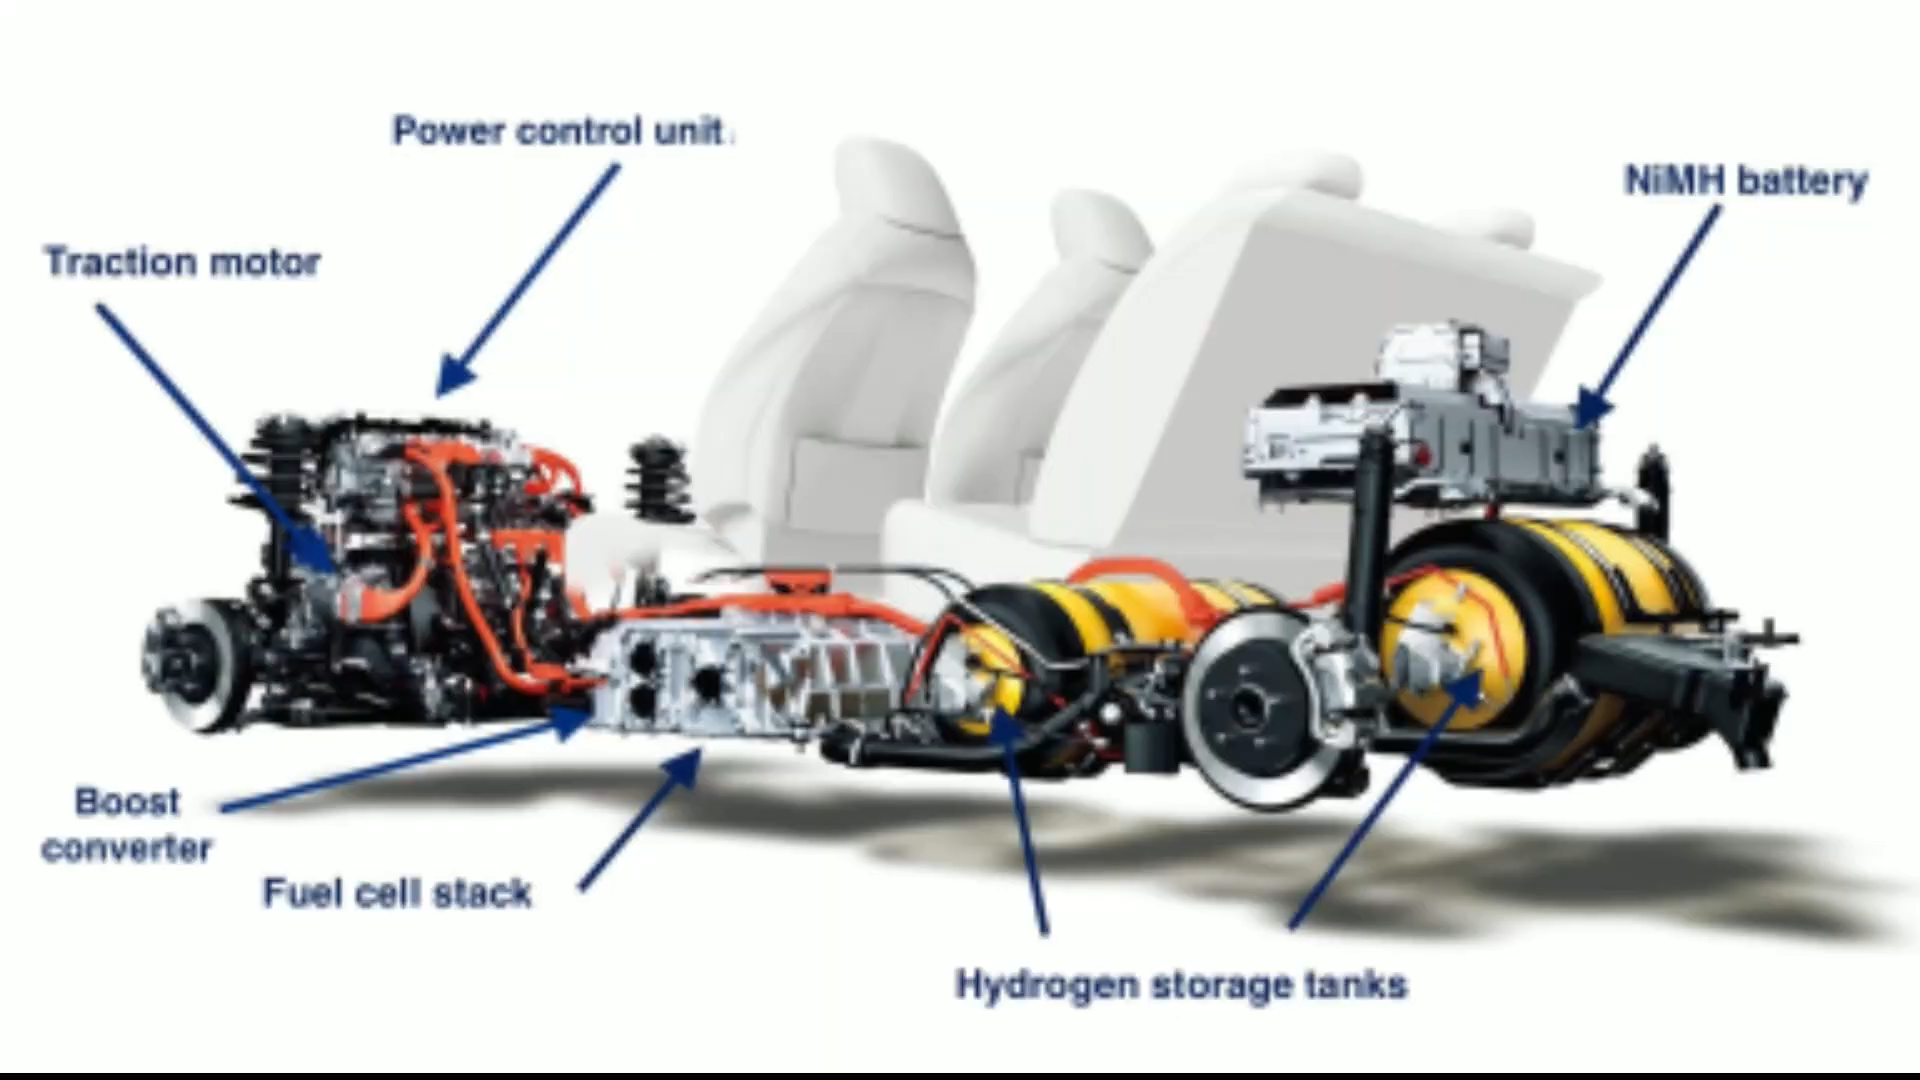 Power control unit
NiMH battery
Traction motor
Boost
converter
Fuel cell stack
Hydrogen storage tanks